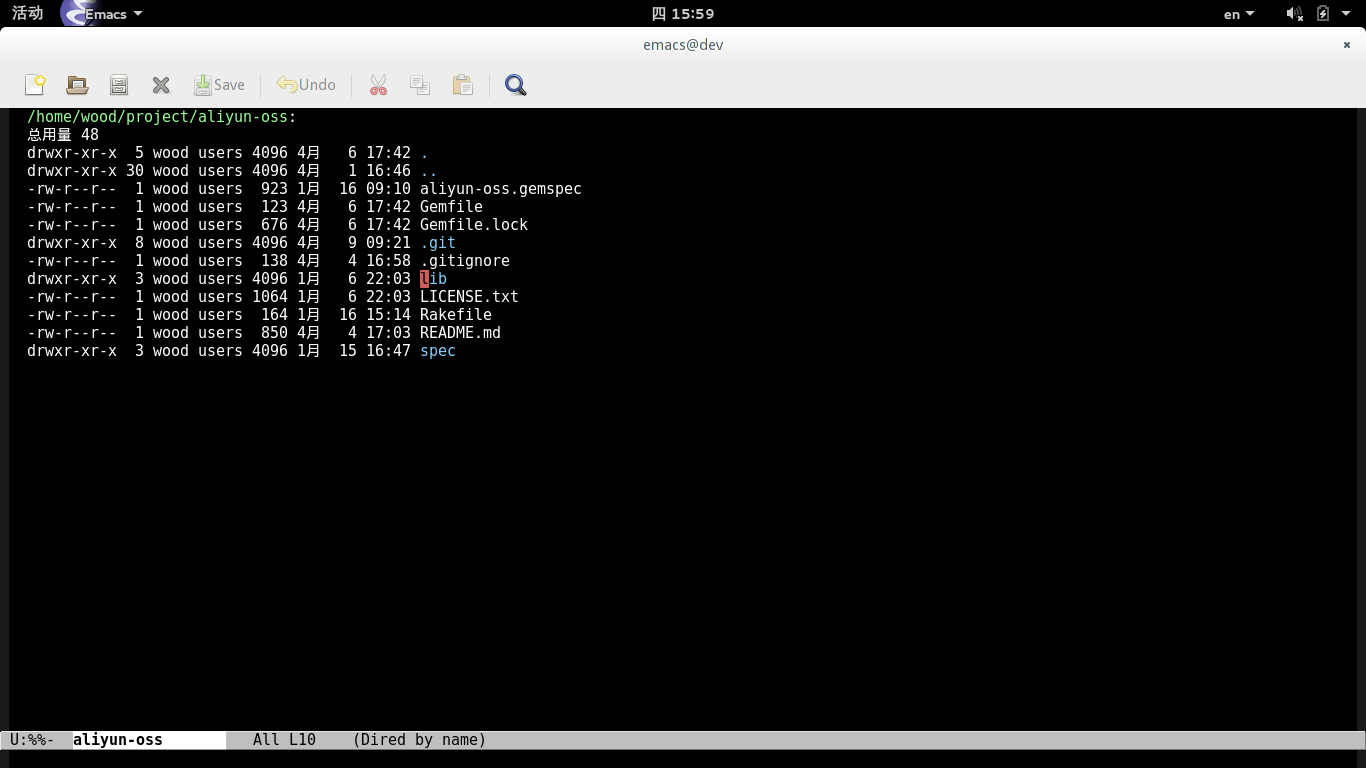 活动 Emacs 四 15:59 en
emacs@dev
Save Undo
/home/wood/project/aliyun-oss:
总用量 48
drwxr-xr-x  5 wood users 4096 4月   6 17:42 .
drwxr-xr-x 30 wood users 4096 4月   1 16:46 ..
-rw-r--r--  1 wood users  923 1月  16 09:10 aliyun-oss.gemspec
-rw-r--r--  1 wood users  123 4月   6 17:42 Gemfile
-rw-r--r--  1 wood users  676 4月   6 17:42 Gemfile.lock
drwxr-xr-x  8 wood users 4096 4月   9 09:21 .git
-rw-r--r--  1 wood users  138 4月   4 16:58 .gitignore
drwxr-xr-x  3 wood users 4096 1月   6 22:03 lib
-rw-r--r--  1 wood users 1064 1月   6 22:03 LICENSE.txt
-rw-r--r--  1 wood users  164 1月  16 15:14 Rakefile
-rw-r--r--  1 wood users  850 4月   4 17:03 README.md
drwxr-xr-x  3 wood users 4096 1月  15 16:47 spec
U:%%-  aliyun-oss          All L10    (Dired by name)